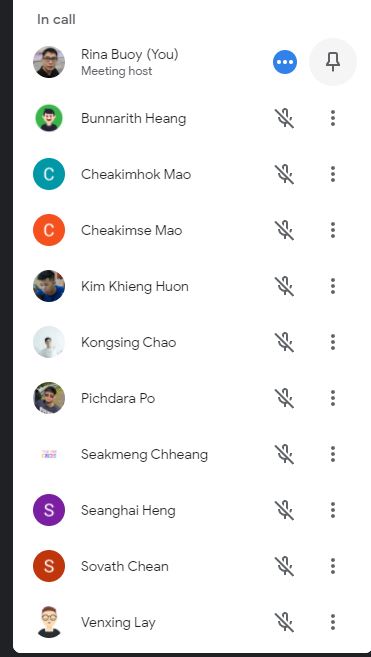 In call
Rina Buoy (You)
Meeting host
Bunnarith Heang
C
Cheakimhok Mao
C
Cheakimse Mao
Kim Khieng Huon
Kongsing Chao
Pichdara Po
Seakmeng Chheang
S
Seanghai Heng
S
Sovath Chean
Venxing Lay